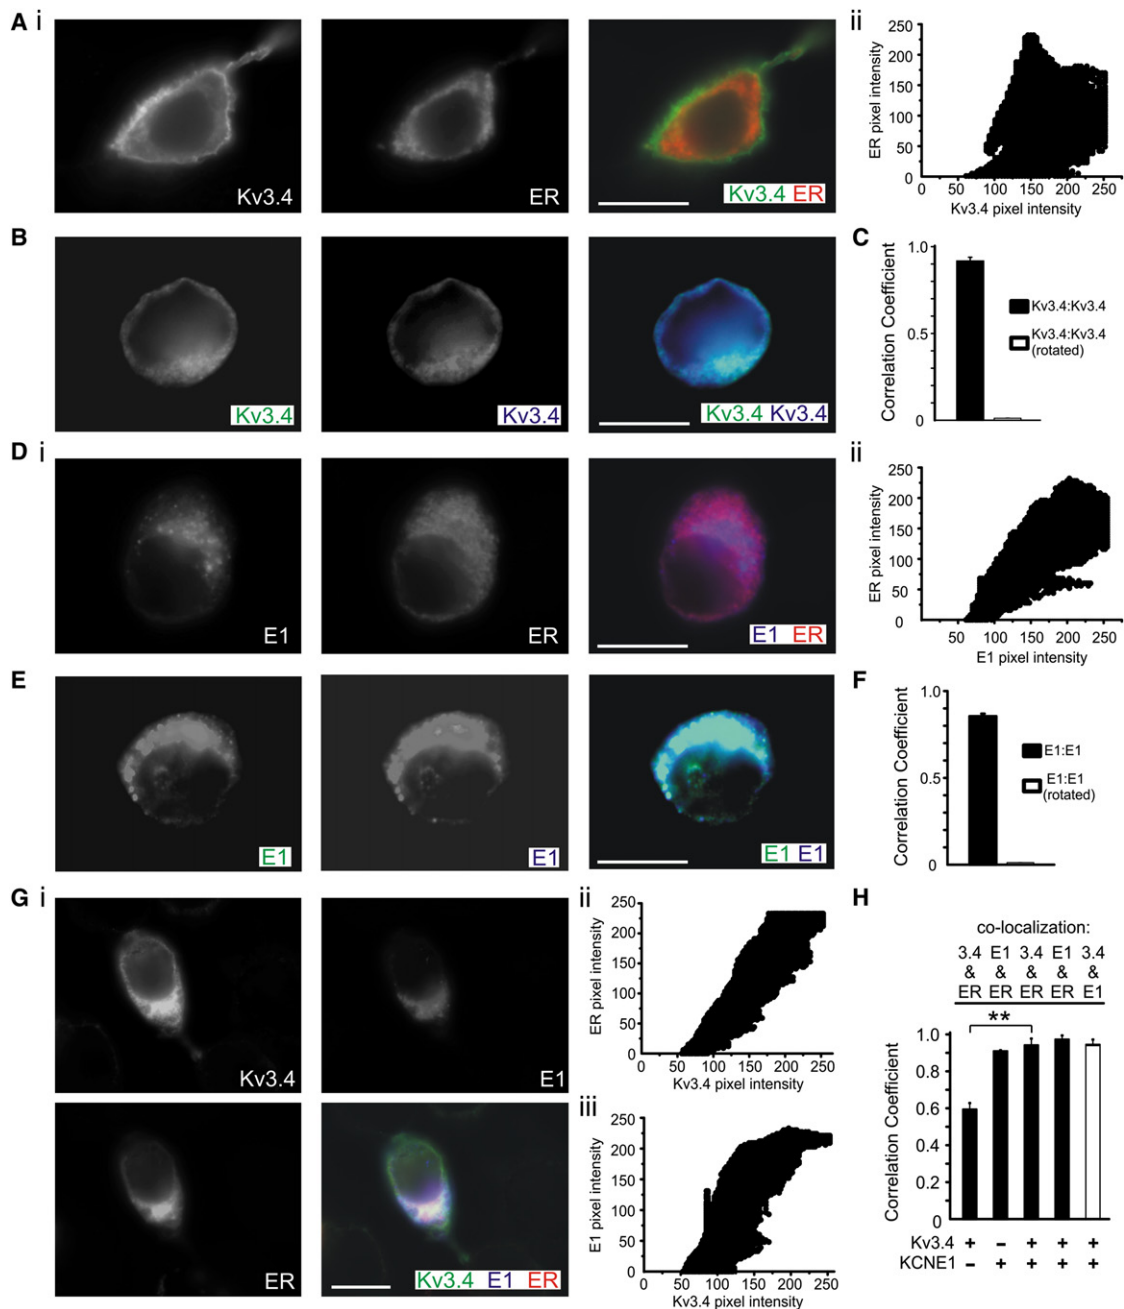 A i
Kv3.4
ER
Kv3.4 ER
ii
ER pixel intensity
250
200
150
100
50
0
0 50 100 150 200 250
Kv3.4 pixel intensity
B
Kv3.4
Kv3.4
Kv3.4 Kv3.4
C
Correlation Coefficient
1.0
0.5
0
Kv3.4:Kv3.4
Kv3.4:Kv3.4
(rotated)
D i
E1
ER
E1 ER
ii
ER pixel intensity
250
200
150
100
50
0
50 100 150 200 250
E1 pixel intensity
E
E1
E1
E1 E1
F
Correlation Coefficient
1.0
0.5
0
E1:E1
E1:E1
(rotated)
G i
Kv3.4
E1
ER
Kv3.4 E1 ER
ii
ER pixel intensity
250
200
150
100
50
0
0 50 100 150 200 250
Kv3.4 pixel intensity
iii
E1 pixel intensity
250
200
150
100
50
0
0 50 100 150 200 250
Kv3.4 pixel intensity
H
co-localization:
3.4 E1 3.4 E1 3.4
& & & & &
ER ER ER ER E1
**
Correlation Coefficient
1.0
0.8
0.6
0.4
0.2
0
Kv3.4 + – + + +
KCNE1 – + + + +